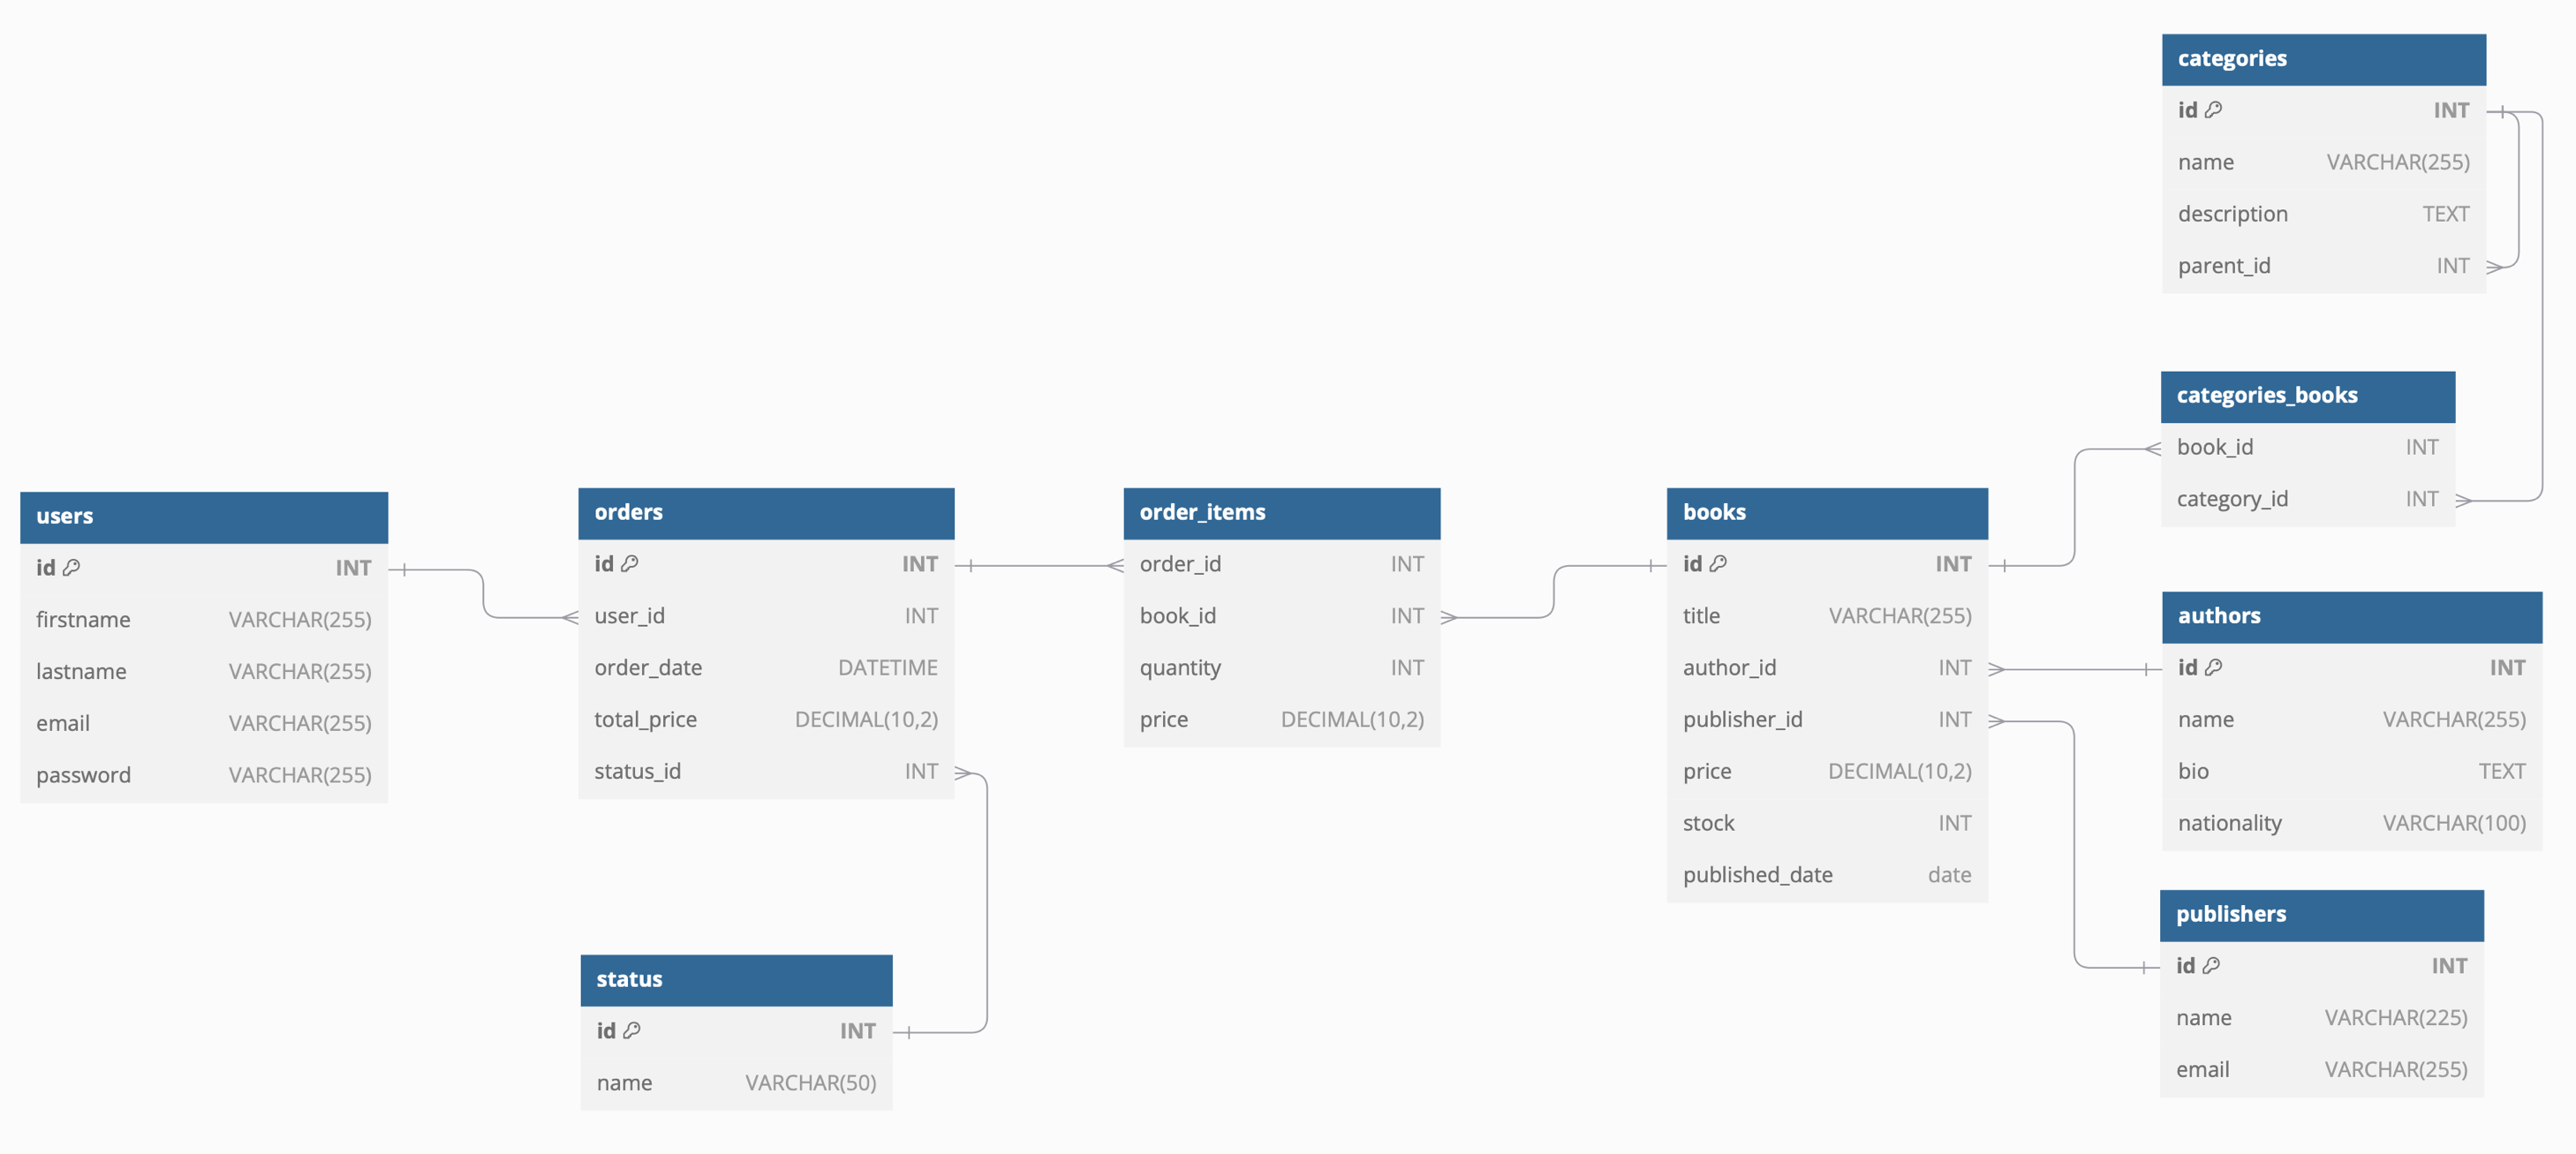 categories
id INT
name VARCHAR(255)
description TEXT
parent_id INT
categories_books
book_id INT
category_id INT
users
id INT
firstname VARCHAR(255)
lastname VARCHAR(255)
email VARCHAR(255)
password VARCHAR(255)
orders
id INT
user_id INT
order_date DATETIME
total_price DECIMAL(10,2)
status_id INT
order_items
order_id INT
book_id INT
quantity INT
price DECIMAL(10,2)
books
id INT
title VARCHAR(255)
author_id INT
publisher_id INT
price DECIMAL(10,2)
stock INT
published_date date
authors
id INT
name VARCHAR(255)
bio TEXT
nationality VARCHAR(100)
status
id INT
name VARCHAR(50)
publishers
id INT
name VARCHAR(225)
email VARCHAR(255)